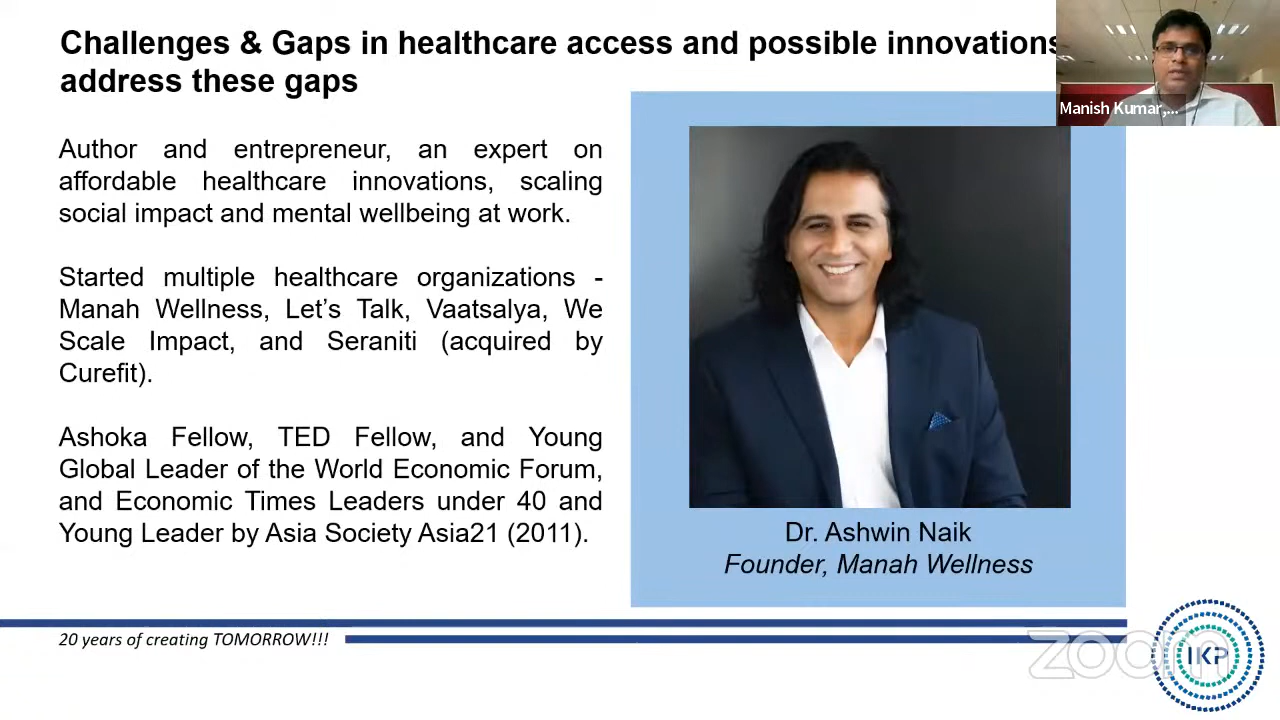 Challenges & Gaps in healthcare access and possible innovations
address these gaps
Manish Kumar,...
Author and entrepreneur, an expert on
affordable healthcare innovations, scaling
social impact and mental wellbeing at work.
Started multiple healthcare organizations -
Manah Wellness, Let’s Talk, Vaatsalya, We
Scale Impact, and Seraniti (acquired by
Curefit).
Ashoka Fellow, TED Fellow, and Young
Global Leader of the World Economic Forum,
and Economic Times Leaders under 40 and
Young Leader by Asia Society Asia21 (2011).
Dr. Ashwin Naik
Founder, Manah Wellness
20 years of creating TOMORROW!!!
zoom
IKP